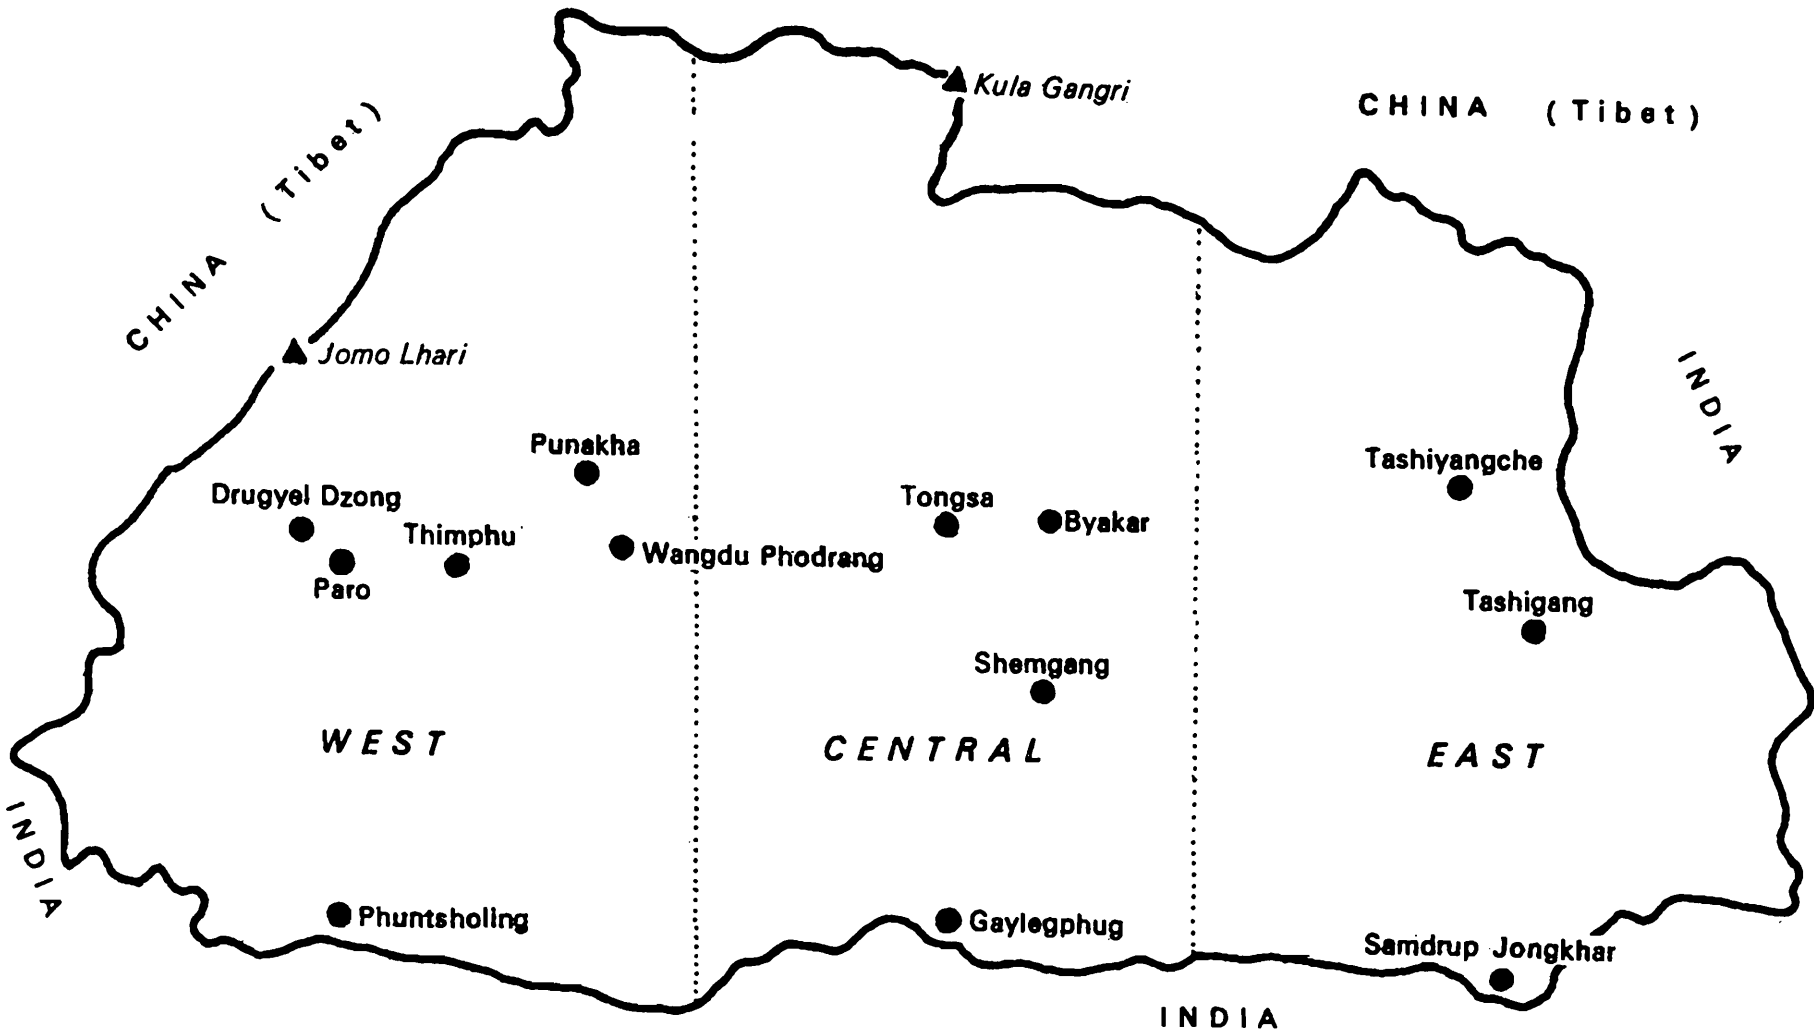 Kula Gangri
CHINA (Tibet)
CHINA (Tibet)
Jomo Lhari
INDIA
Punakha
Tashiyangche
Drugyel Dzong
Tongsa
Byakar
Thimphu
Wangdu Phodrang
Paro
Tashigang
Shemgang
WEST
CENTRAL
EAST
INDIA
Phuntsholing
Gaylegphug
Samdrup Jongkhar
INDIA